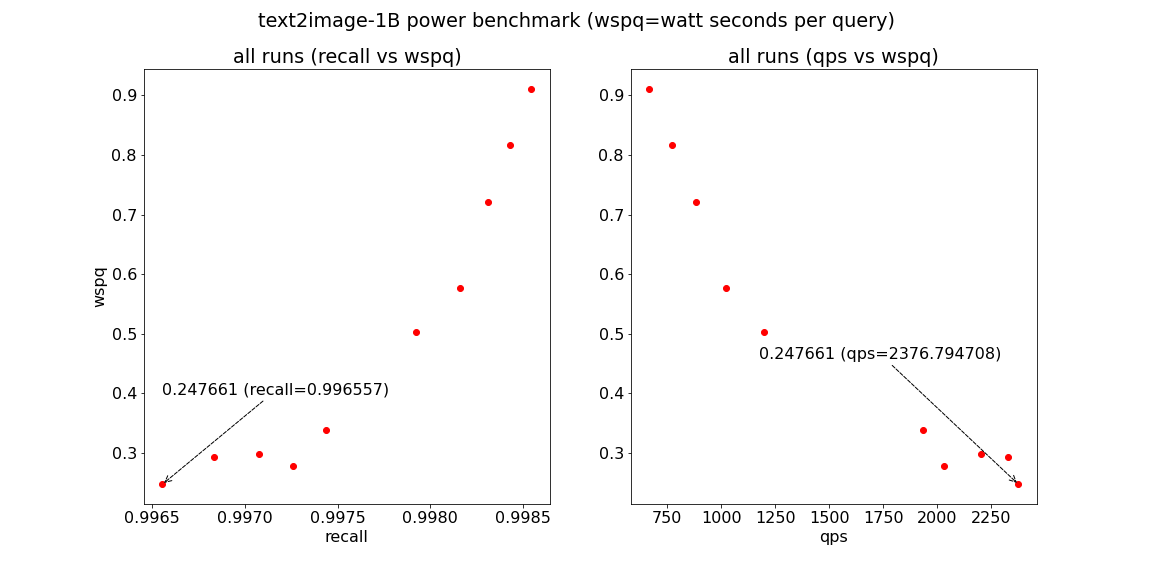 text2image-1B power benchmark (wspq=watt seconds per query)
all runs (recall vs wspq)
wspq
0.9
0.8
0.7
0.6
0.5
0.4
0.3
0.247661 (recall=0.996557)
0.9965 0.9970 0.9975 0.9980 0.9985
recall
all runs (qps vs wspq)
0.9
0.8
0.7
0.6
0.5
0.4
0.3
0.247661 (qps=2376.794708)
750 1000 1250 1500 1750 2000 2250
qps